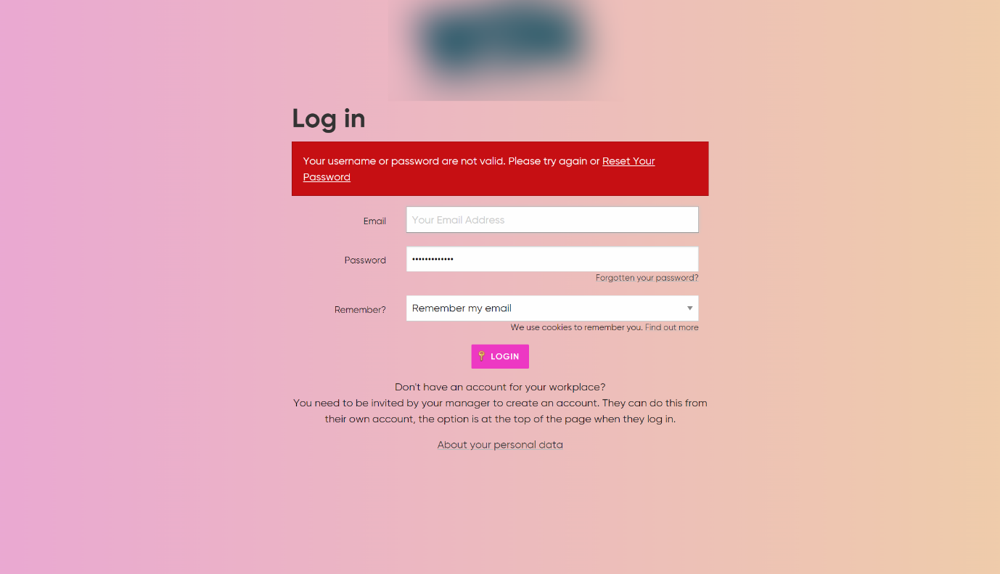 Log in
Your username or password are not valid. Please try again or Reset Your
Password
Email
Your Email Address
Password
•••••••••••••
Forgotten your password?
Remember?
Remember my email
We use cookies to remember you. Find out more
LOGIN
Don't have an account for your workplace?
You need to be invited by your manager to create an account. They can do this from
their own account, the option is at the top of the page when they log in.
About your personal data